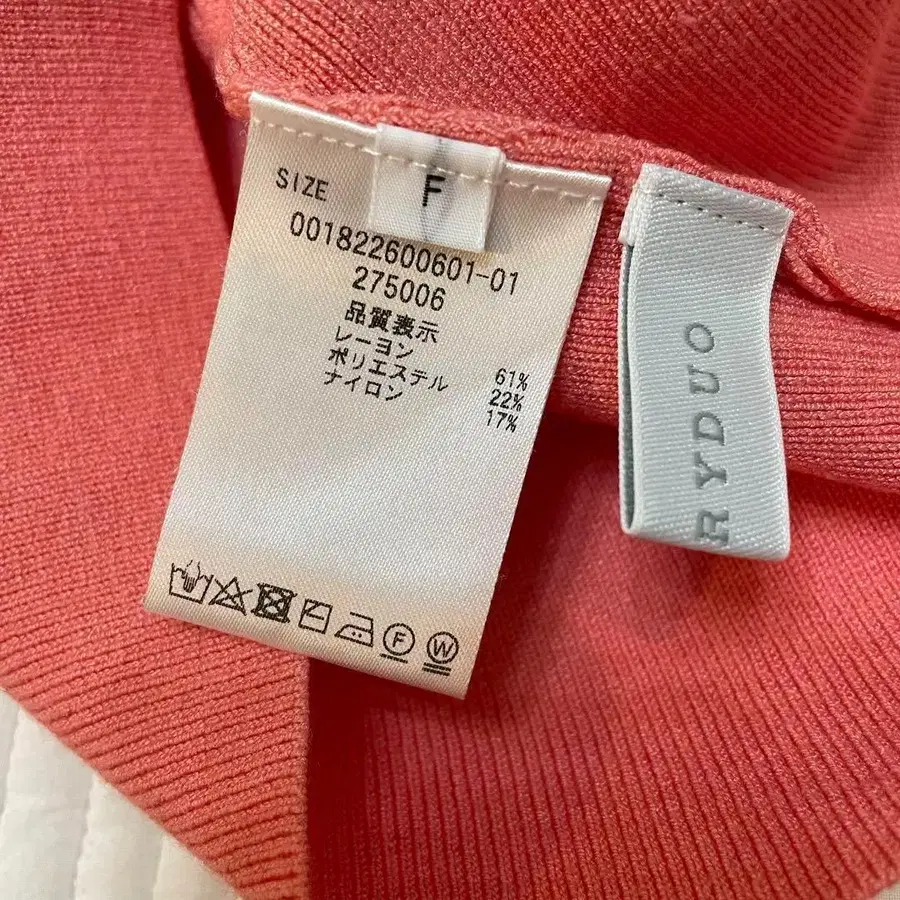 SIZE F
001822600601-01
275006
品質表示
レーヨン 61%
ポリエステル 22%
ナイロン 17%
F
W
RYDUO